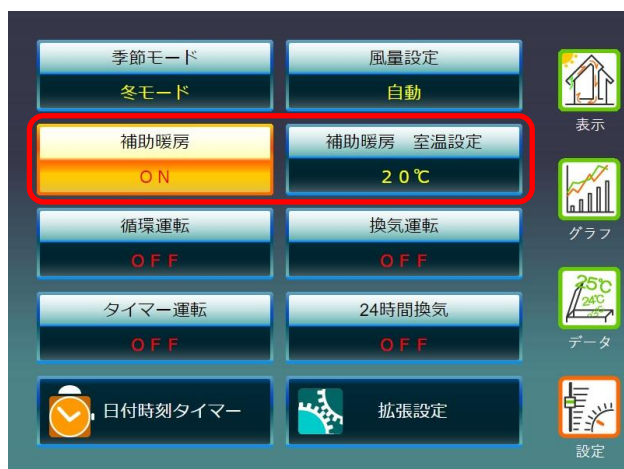 季節モード
冬モード
風量設定
自動
補助暖房
ON
補助暖房　室温設定
20℃
循環運転
OFF
換気運転
OFF
タイマー運転
OFF
24時間換気
OFF
日付時刻タイマー
拡張設定
表示
グラフ
25℃
24℃
データ
設定